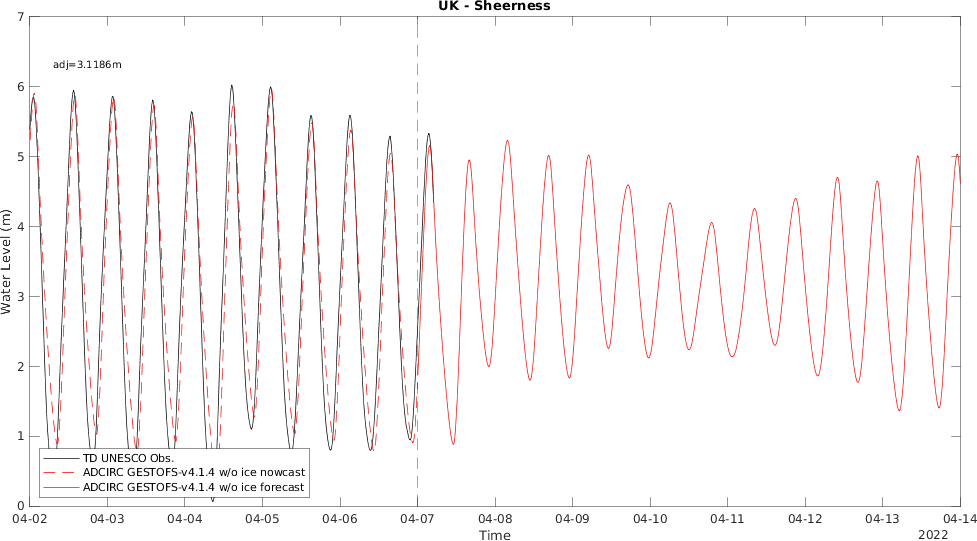 UK - Sheerness
7
adj=3.1186m
6
5
4
3
2
1
0
Water Level (m)
TD UNESCO Obs.
ADCIRC GESTOFS-v4.1.4 w/o ice nowcast
ADCIRC GESTOFS-v4.1.4 w/o ice forecast
04-02 04-03 04-04 04-05 04-06 04-07 04-08 04-09 04-10 04-11 04-12 04-13 04-14
Time
2022